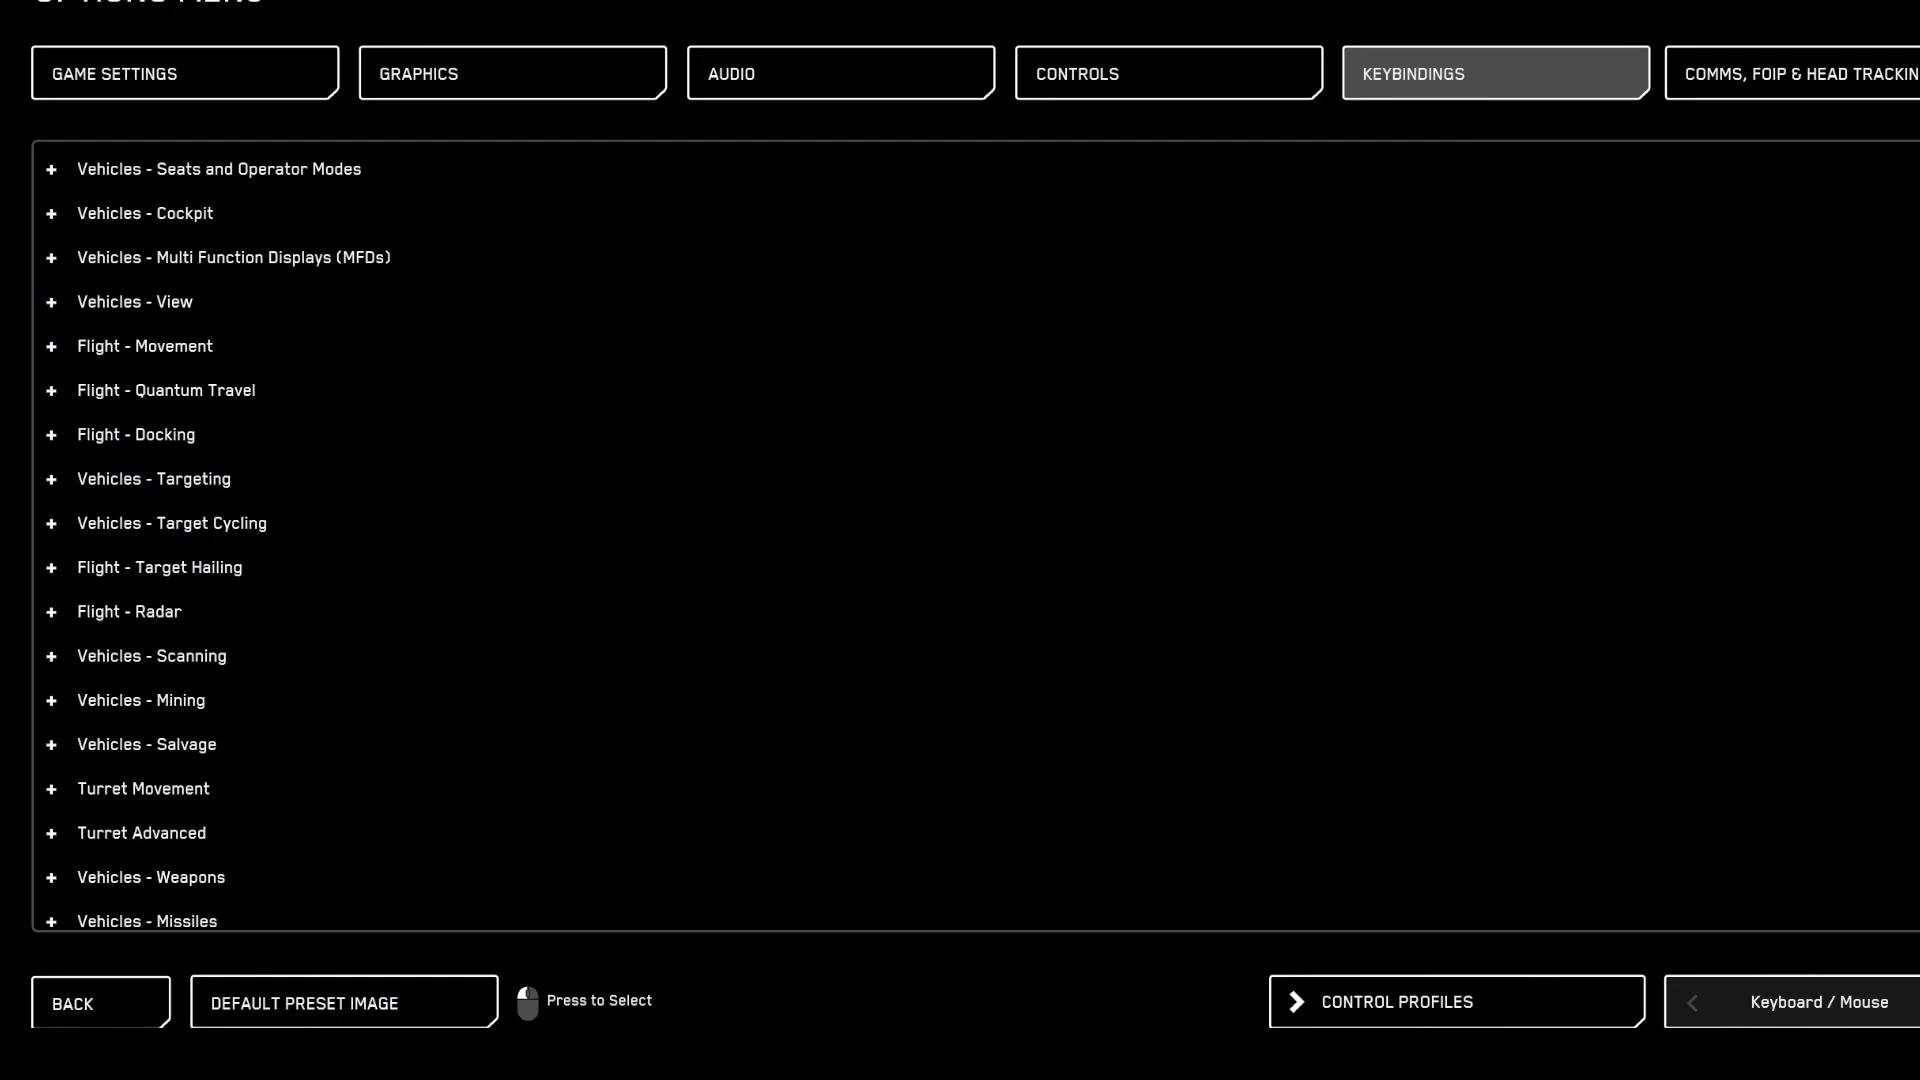 OPTIONS MENU
GAME SETTINGS
GRAPHICS
AUDIO
CONTROLS
KEYBINDINGS
COMMS, FOIP & HEAD TRACKIN
+ Vehicles - Seats and Operator Modes
+ Vehicles - Cockpit
+ Vehicles - Multi Function Displays (MFDs)
+ Vehicles - View
+ Flight - Movement
+ Flight - Quantum Travel
+ Flight - Docking
+ Vehicles - Targeting
+ Vehicles - Target Cycling
+ Flight - Target Hailing
+ Flight - Radar
+ Vehicles - Scanning
+ Vehicles - Mining
+ Vehicles - Salvage
+ Turret Movement
+ Turret Advanced
+ Vehicles - Weapons
+ Vehicles - Missiles
BACK
DEFAULT PRESET IMAGE
Press to Select
CONTROL PROFILES
Keyboard / Mouse